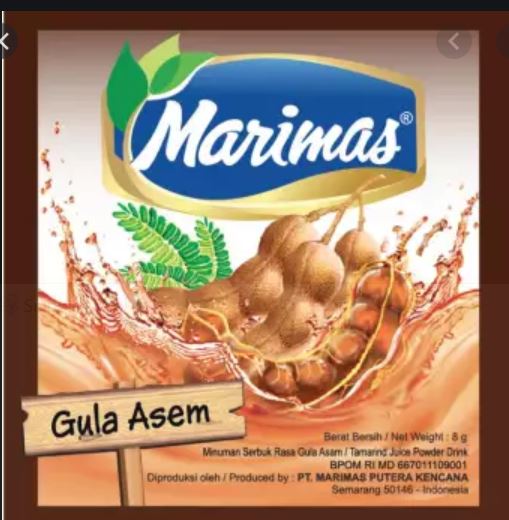 Marimas®
Gula Asem
Berat Bersih / Net Weight : 8 g
Minuman Serbuk Rasa Gula Asam / Tamarind Juice Powder Drink
BPOM RI MD 667011109001
Diproduksi oleh / Produced by : PT. MARIMAS PUTERA KENCANA
Semarang 50146 - Indonesia